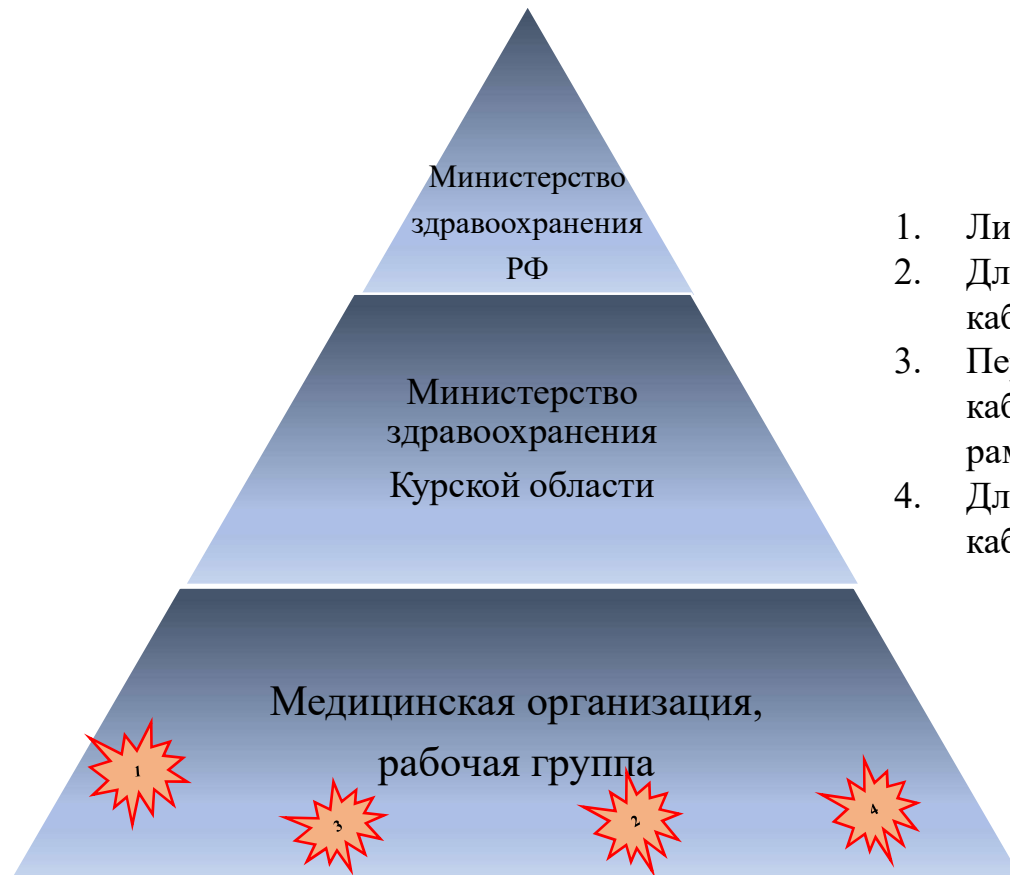 Министерство
здравоохранения
РФ
Министерство
здравоохранения
Курской области
Медицинская организация,
рабочая группа
1
3
2
4
1.
2.
3.
4.